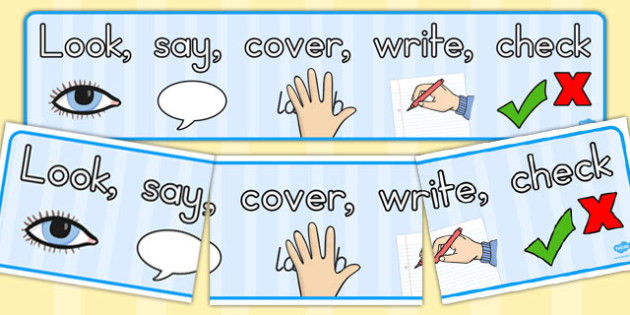 Look, say, cover, write, check
Look, say,
cover, write,
check